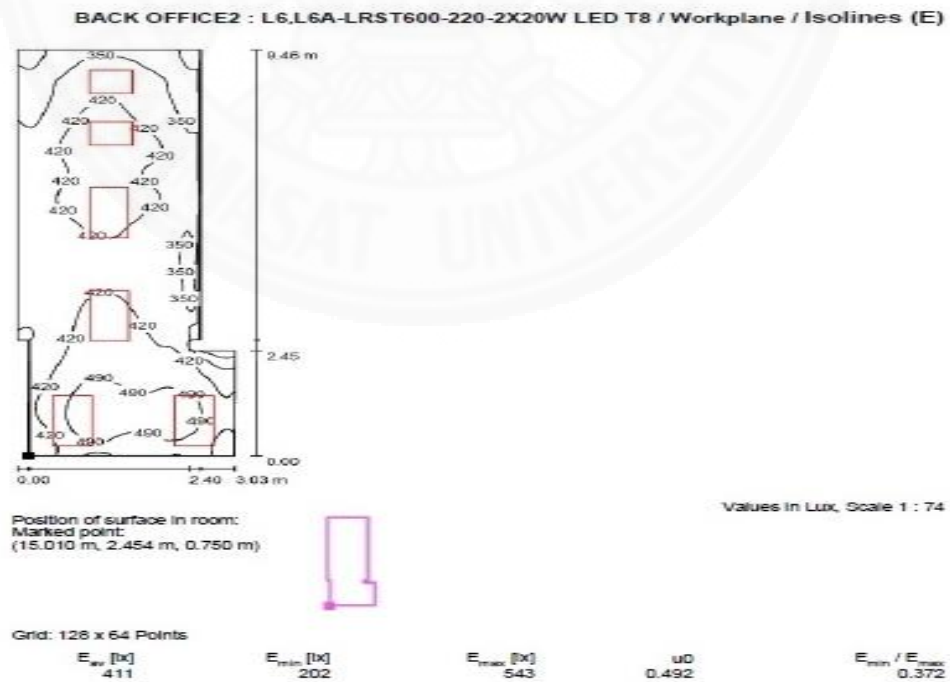 BACK OFFICE2 : L6,L6A-LRST600-220-2X20W LED T8 / Workplane / Isolines (E)
350
9.46 m
420
420 420 350
420 420
420 420
420 420
420
350
350
350
420
420 420
420
2.45
490
420 490 490
490
420 490 490
0.00
0.00 2.40 3.03 m
Values in Lux, Scale 1 : 74
Position of surface in room:
Marked point:
(15.010 m, 2.454 m, 0.750 m)
Grid: 128 x 64 Points
Eav [lx] Emin [lx] Emax [lx] u0 Emin / Emax
411 202 543 0.492 0.372
MASAT UNIVERSITY